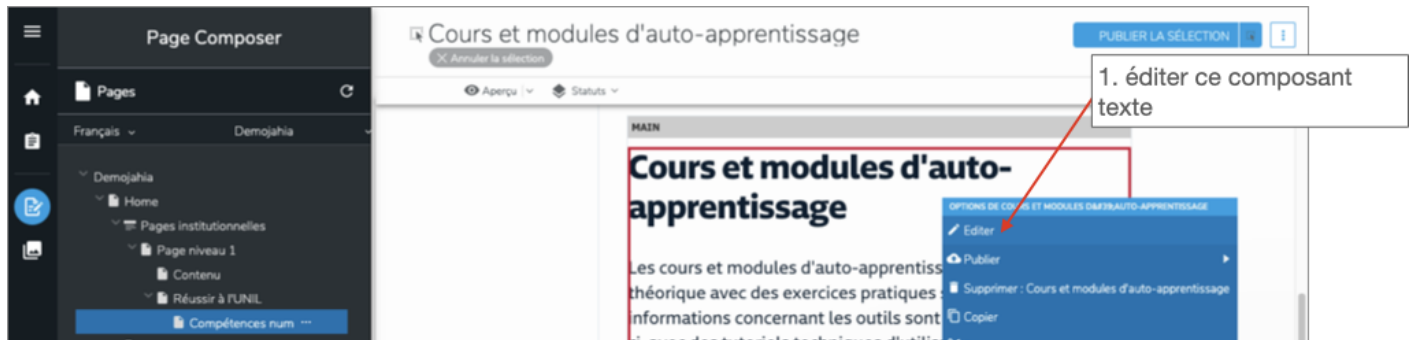 Page Composer
Pages
Français
Demojahia
Demojahia
Home
Pages institutionnelles
Page niveau 1
Contenu
Réussir à l'UNIL
Compétences num ···
Cours et modules d'auto-apprentissage
Annuler la sélection
PUBLIER LA SÉLECTION
Aperçu
Statuts
1. éditer ce composant
texte
MAIN
Cours et modules d'auto-
apprentissage
Les cours et modules d'auto-apprentiss
théorique avec des exercices pratiques
informations concernant les outils sont
OPTIONS DE COURS ET MODULES D&#39;AUTO-APPRENTISSAGE
Editer
Publier
Supprimer : Cours et modules d'auto-apprentissage
Copier